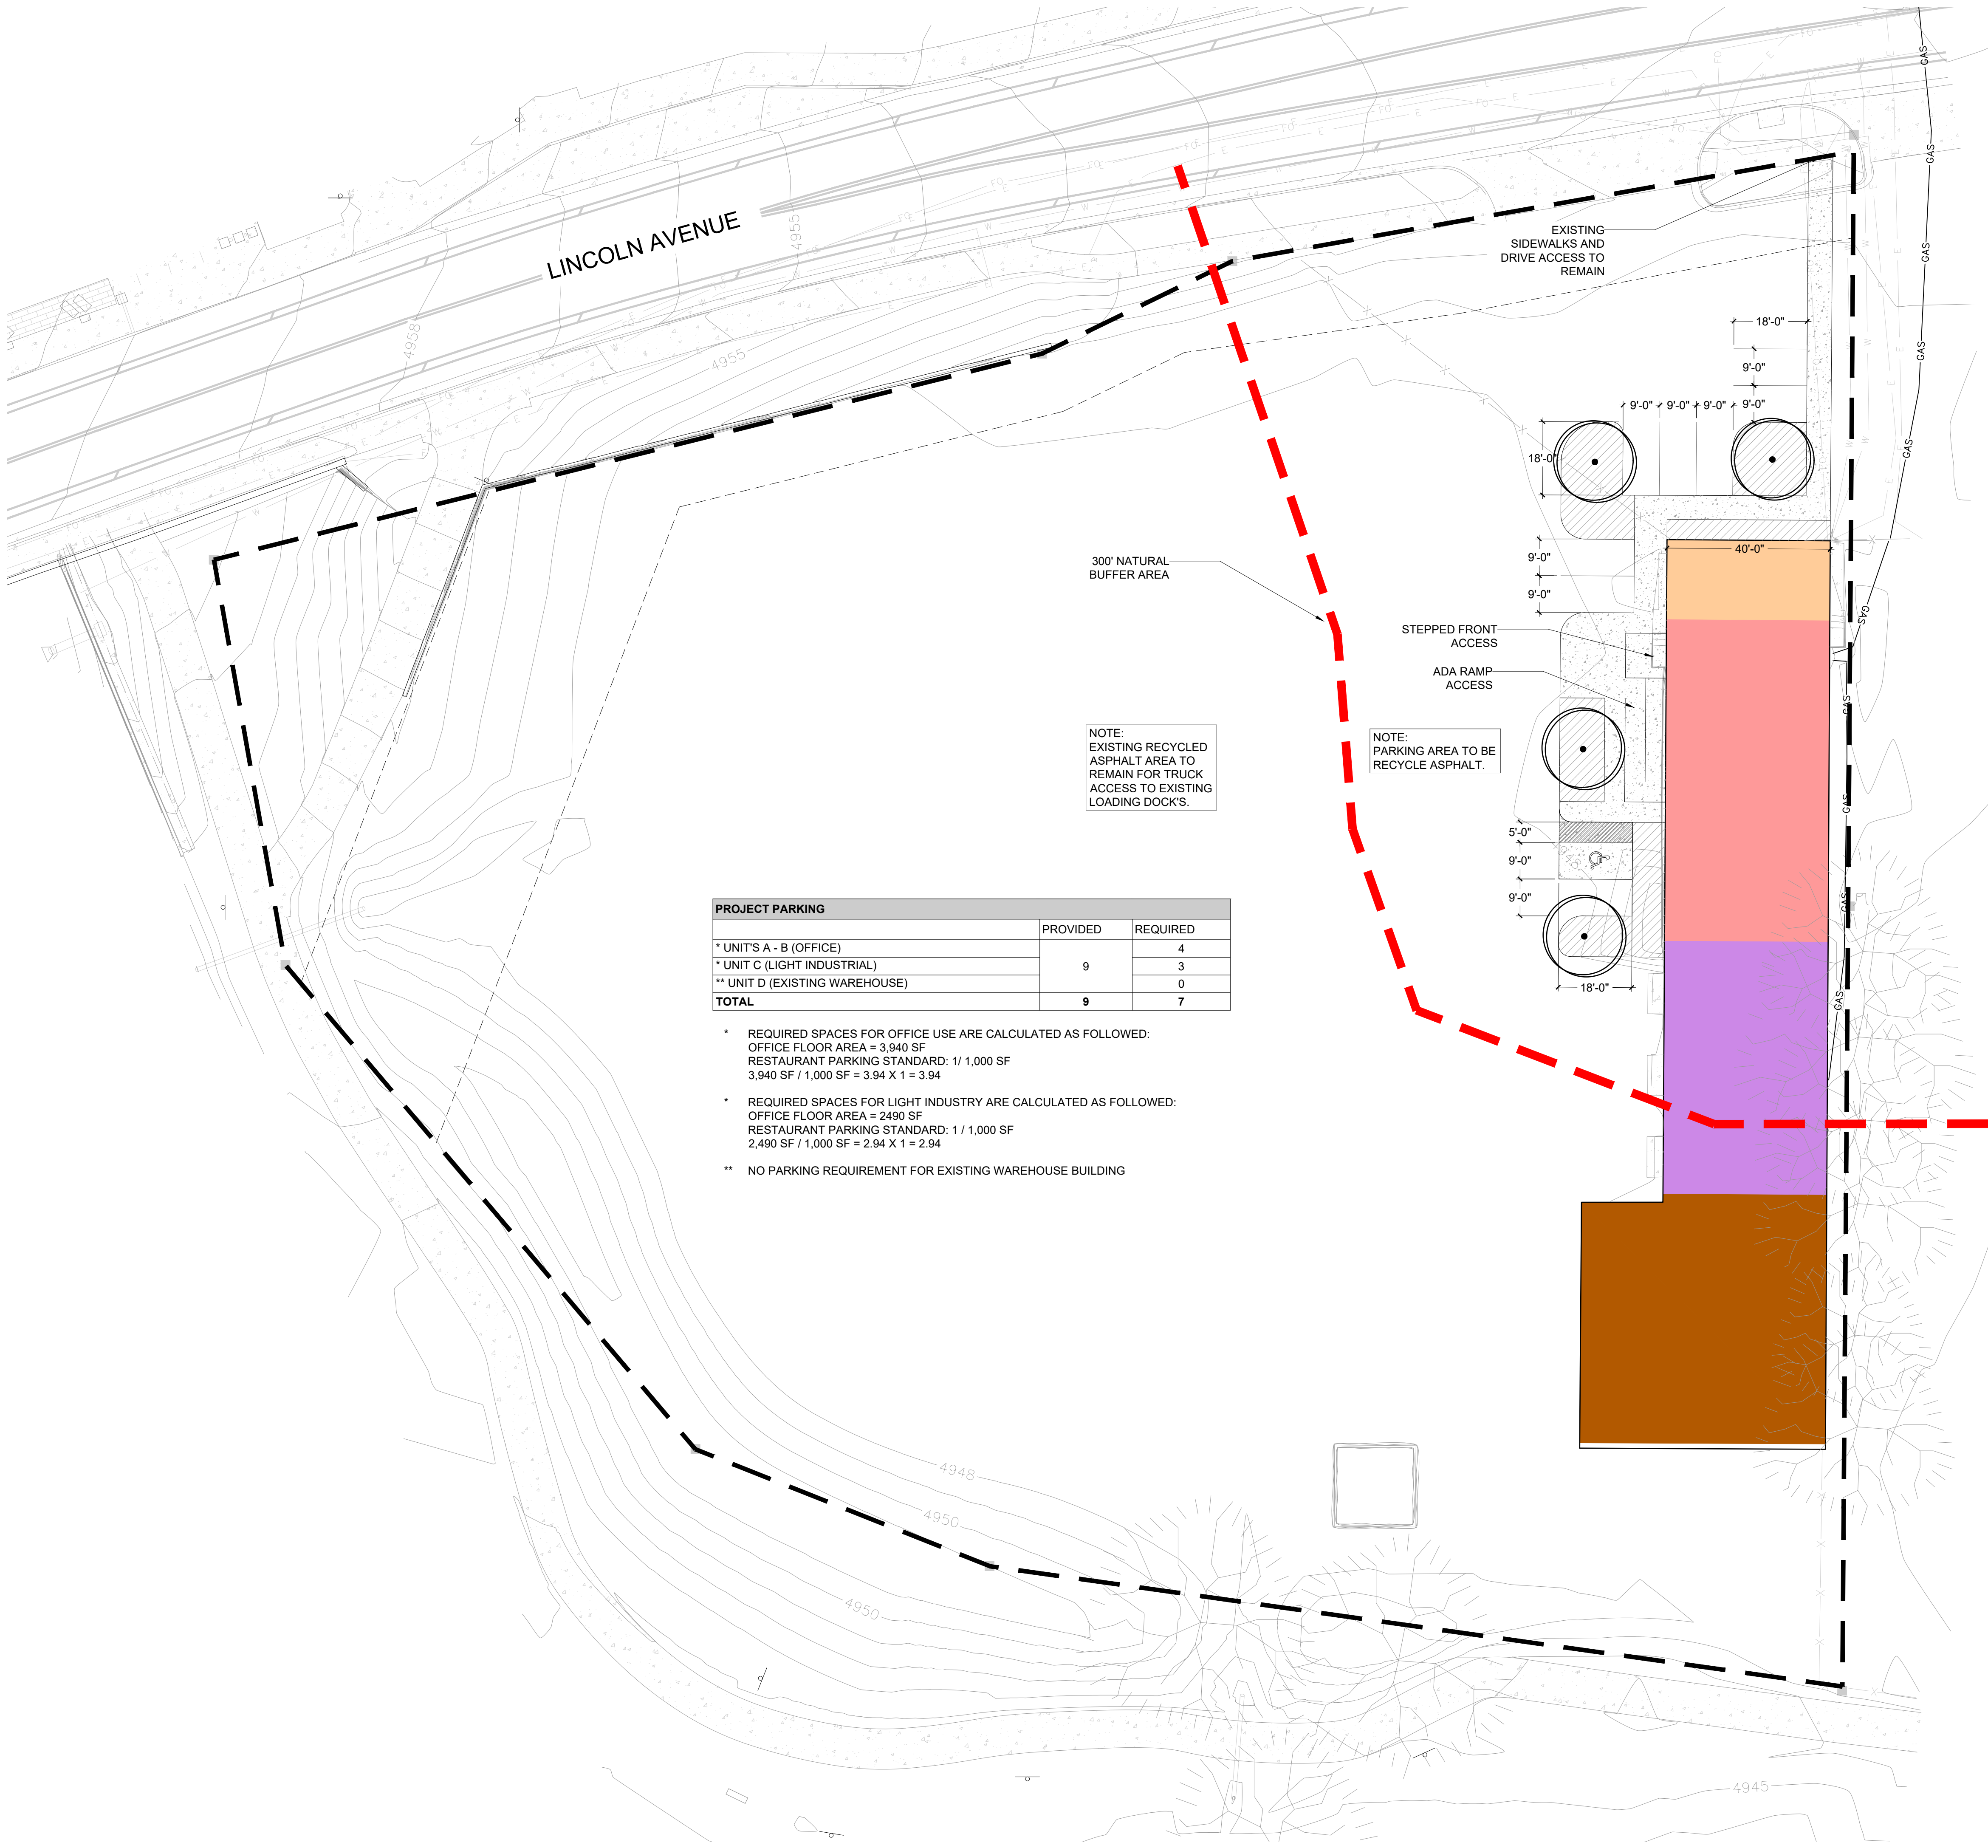 LINCOLN AVENUE
4958
4955
4955
GAS
GAS
GAS
GAS
GAS
GAS
GAS
GAS
GAS
GAS
EXISTING
SIDEWALKS AND
DRIVE ACCESS TO
REMAIN
18'-0"
9'-0"
9'-0"
9'-0"
9'-0"
9'-0"
18'-0"
9'-0"
9'-0"
40'-0"
300' NATURAL
BUFFER AREA
STEPPED FRONT
ACCESS
ADA RAMP
ACCESS
NOTE:
EXISTING RECYCLED
ASPHALT AREA TO
REMAIN FOR TRUCK
ACCESS TO EXISTING
LOADING DOCK'S.
NOTE:
PARKING AREA TO BE
RECYCLE ASPHALT.
5'-0"
9'-0"
9'-0"
18'-0"
PROJECT PARKING
PROVIDED REQUIRED
* UNIT'S A - B (OFFICE) 4
* UNIT C (LIGHT INDUSTRIAL) 9 3
** UNIT D (EXISTING WAREHOUSE) 0
TOTAL 9 7
* REQUIRED SPACES FOR OFFICE USE ARE CALCULATED AS FOLLOWED:
OFFICE FLOOR AREA = 3,940 SF
RESTAURANT PARKING STANDARD: 1/ 1,000 SF
3,940 SF / 1,000 SF = 3.94 X 1 = 3.94
* REQUIRED SPACES FOR LIGHT INDUSTRY ARE CALCULATED AS FOLLOWED:
OFFICE FLOOR AREA = 2490 SF
RESTAURANT PARKING STANDARD: 1 / 1,000 SF
2,490 SF / 1,000 SF = 2.94 X 1 = 2.94
** NO PARKING REQUIREMENT FOR EXISTING WAREHOUSE BUILDING
4948
4950
4950
4945